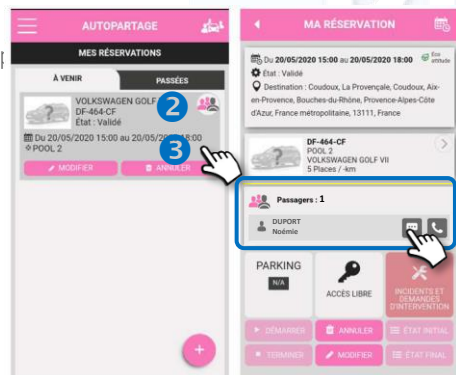 AUTOPARTAGE
MES RÉSERVATIONS
À VENIR
PASSÉES
VOLKSWAGEN GOLF
DF-464-CF
État : Validé
2
Du 20/05/2020 15:00 au 20/05/2020 18:00
POOL 2
3
MODIFIER
ANNULER
+
MA RÉSERVATION
Du 20/05/2020 15:00 au 20/05/2020 18:00
Éco attitude
État : Validé
Destination : Coudoux, La Provençale, Coudoux, Aix-
en-Provence, Bouches-du-Rhône, Provence-Alpes-Côte
d'Azur, France métropolitaine, 13111, France
DF-464-CF
POOL 2
VOLKSWAGEN GOLF VII
5 Places / -km
Passagers : 1
DUPORT
Noémie
PARKING
N/A
ACCÈS LIBRE
INCIDENTS ET
DEMANDES
D'INTERVENTION
DÉMARRER
ANNULER
ÉTAT INITIAL
TERMINER
MODIFIER
ÉTAT FINAL